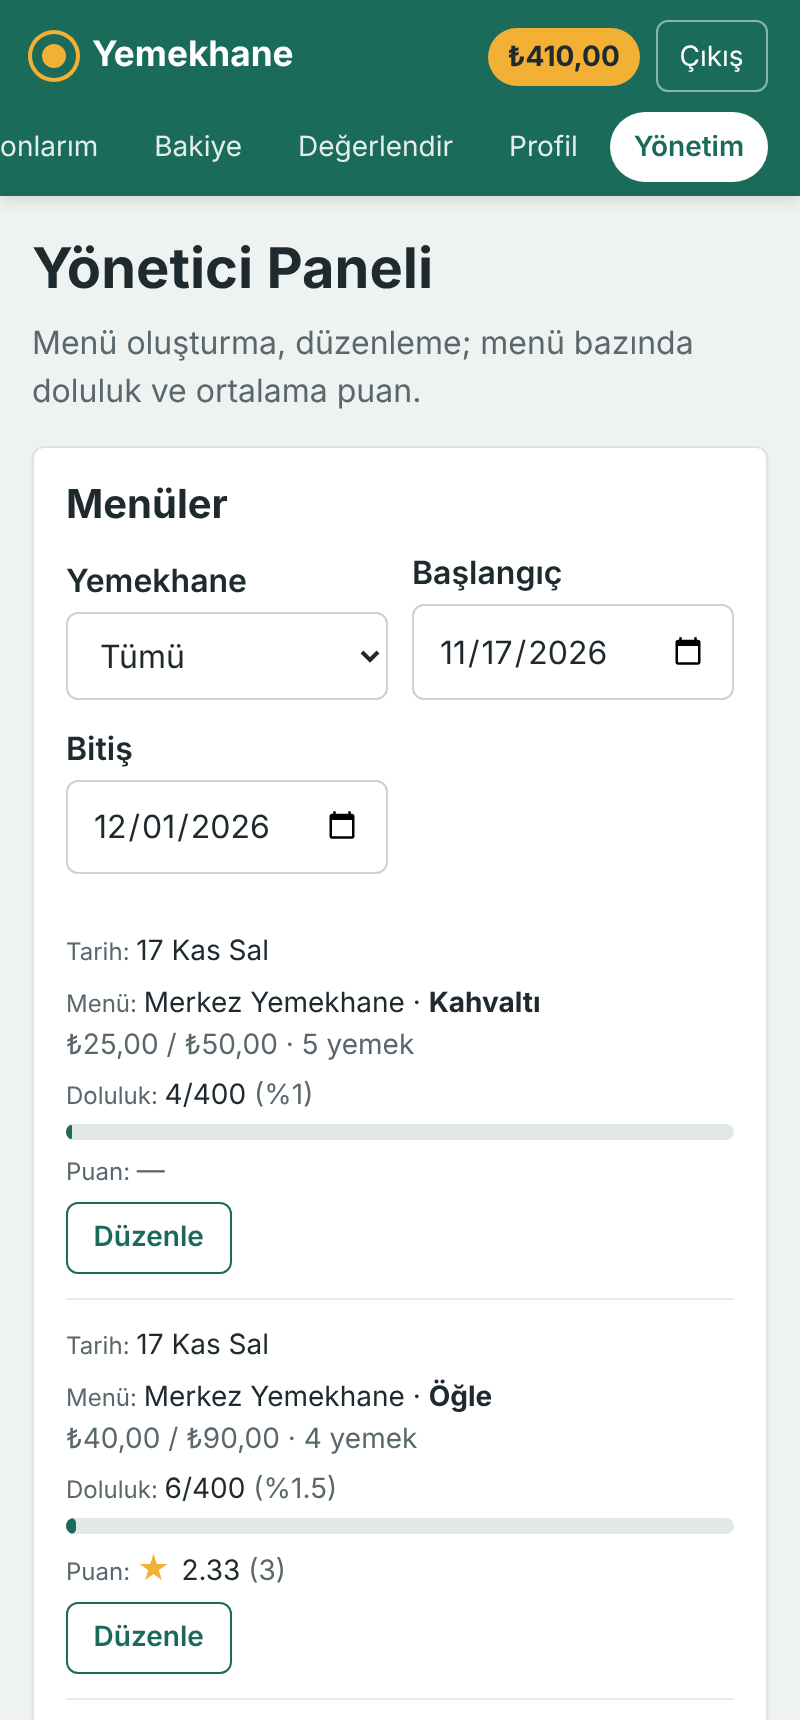 Yemekhane
₺410,00
Çıkış
onlarım Bakiye Değerlendir Profil Yönetim
Yönetici Paneli
Menü oluşturma, düzenleme; menü bazında
doluluk ve ortalama puan.
Menüler
Yemekhane
Tümü
Başlangıç
11/17/2026
Bitiş
12/01/2026
Tarih: 17 Kas Sal
Menü: Merkez Yemekhane · Kahvaltı
₺25,00 / ₺50,00 · 5 yemek
Doluluk: 4/400 (%1)
Puan: —
Düzenle
Tarih: 17 Kas Sal
Menü: Merkez Yemekhane · Öğle
₺40,00 / ₺90,00 · 4 yemek
Doluluk: 6/400 (%1.5)
Puan: ★ 2.33 (3)
Düzenle